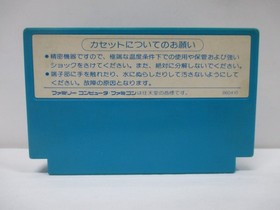 カセットについてのお願い
●精密機器ですので、極端な温度条件下での使用や保管および強い
ショックをさけてください。また、絶対に分解しないでください。
●端子部に手を触れたり、水にぬらしたりして汚さないようにして
ください。故障の原因となります。
ファミリーコンピュータ ファミコンは任天堂の商標です。